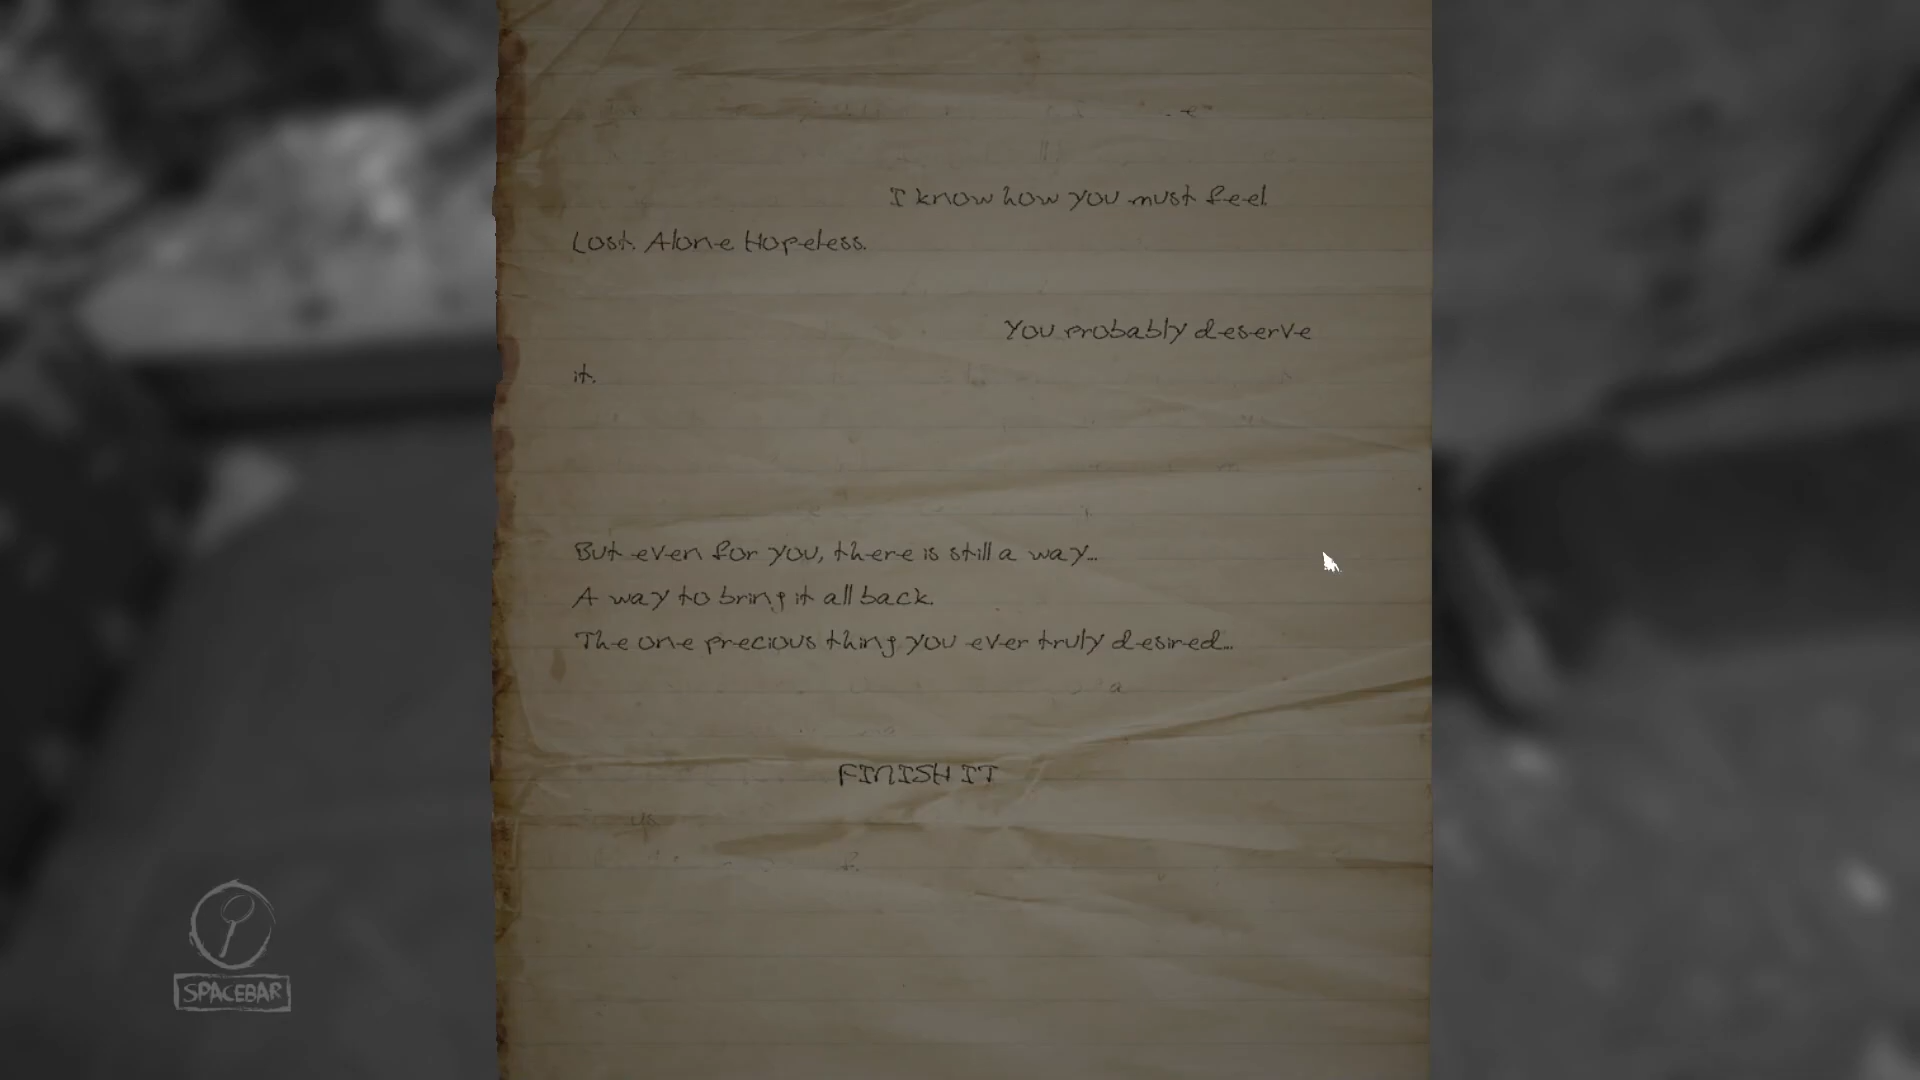 I know how you must feel.
Lost. Alone. Hopeless.
You probably deserve
it.
But even for you, there is still a way...
A way to bring it all back.
The one precious thing you ever truly desired...
FINISH IT
SPACEBAR